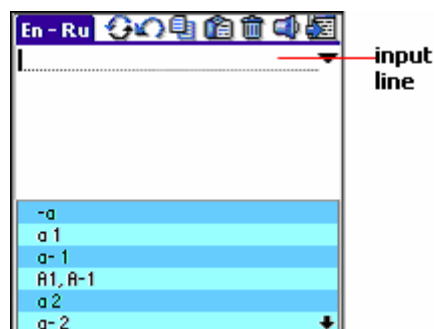 En - Ru
input
line
-a
a 1
a- 1
A1, A-1
a 2
a- 2